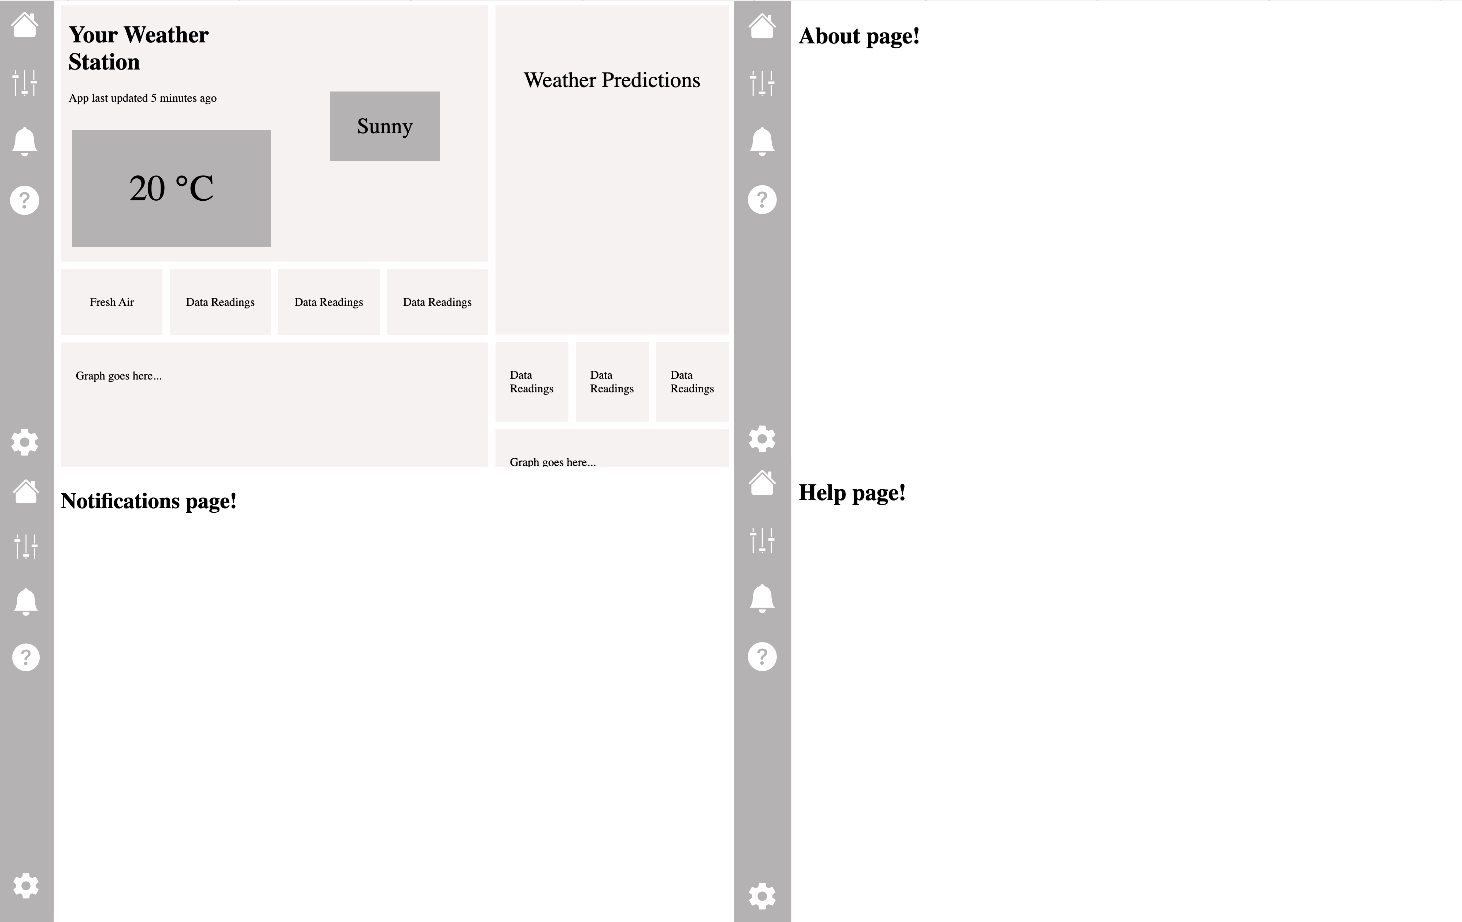 Your Weather
Station
App last updated 5 minutes ago
20 °C
Sunny
Weather Predictions
Fresh Air
Data Readings
Data Readings
Data Readings
Graph goes here...
Data
Readings
Data
Readings
Data
Readings
Graph goes here...
?
About page!
?
Notifications page!
?
Help page!
?